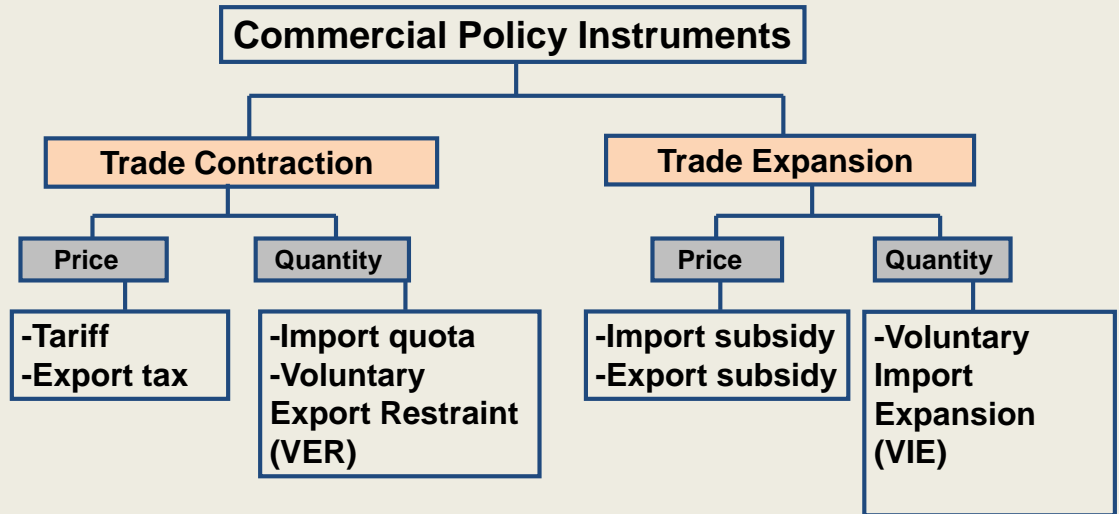 Commercial Policy Instruments
Trade Contraction
Trade Expansion
Price
Quantity
Price
Quantity
-Tariff
-Export tax
-Import quota
-Voluntary
Export Restraint
(VER)
-Import subsidy
-Export subsidy
-Voluntary
Import
Expansion
(VIE)